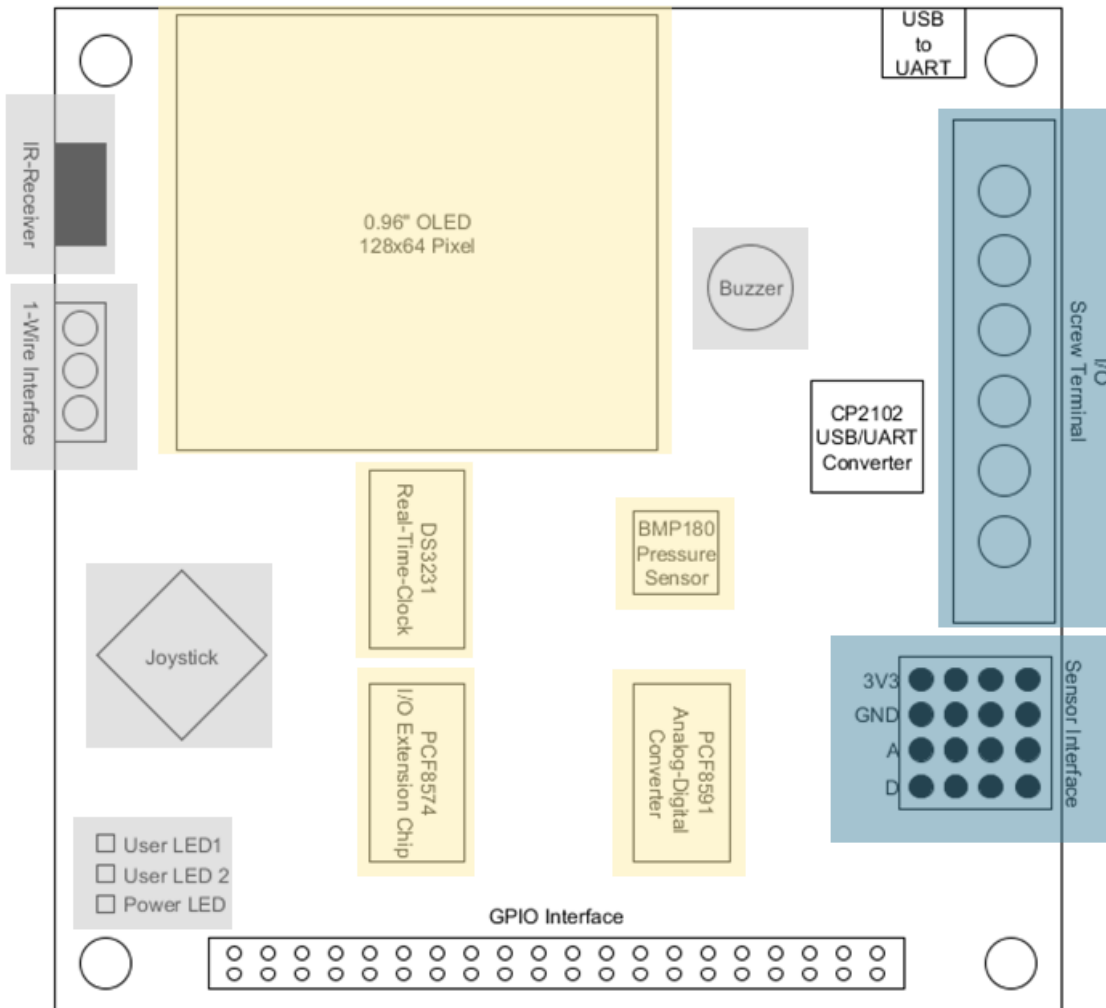 USB
to
UART
IR-Receiver
0.96" OLED
128x64 Pixel
Buzzer
I/O
Screw Terminal
1-Wire Interface
CP2102
USB/UART
Converter
DS3231
Real-Time-Clock
BMP180
Pressure
Sensor
Joystick
3V3
GND
A
D
Sensor Interface
PCF8574
I/O Extension Chip
PCF8591
Analog-Digital
Converter
User LED1
User LED 2
Power LED
GPIO Interface